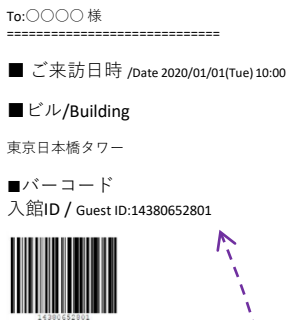 To:○○○○ 様
=============================
■ ご来訪日時 /Date 2020/01/01(Tue) 10:00
■ビル/Building
東京日本橋タワー
■バーコード
入館ID / Guest ID:14380652801
14380652801